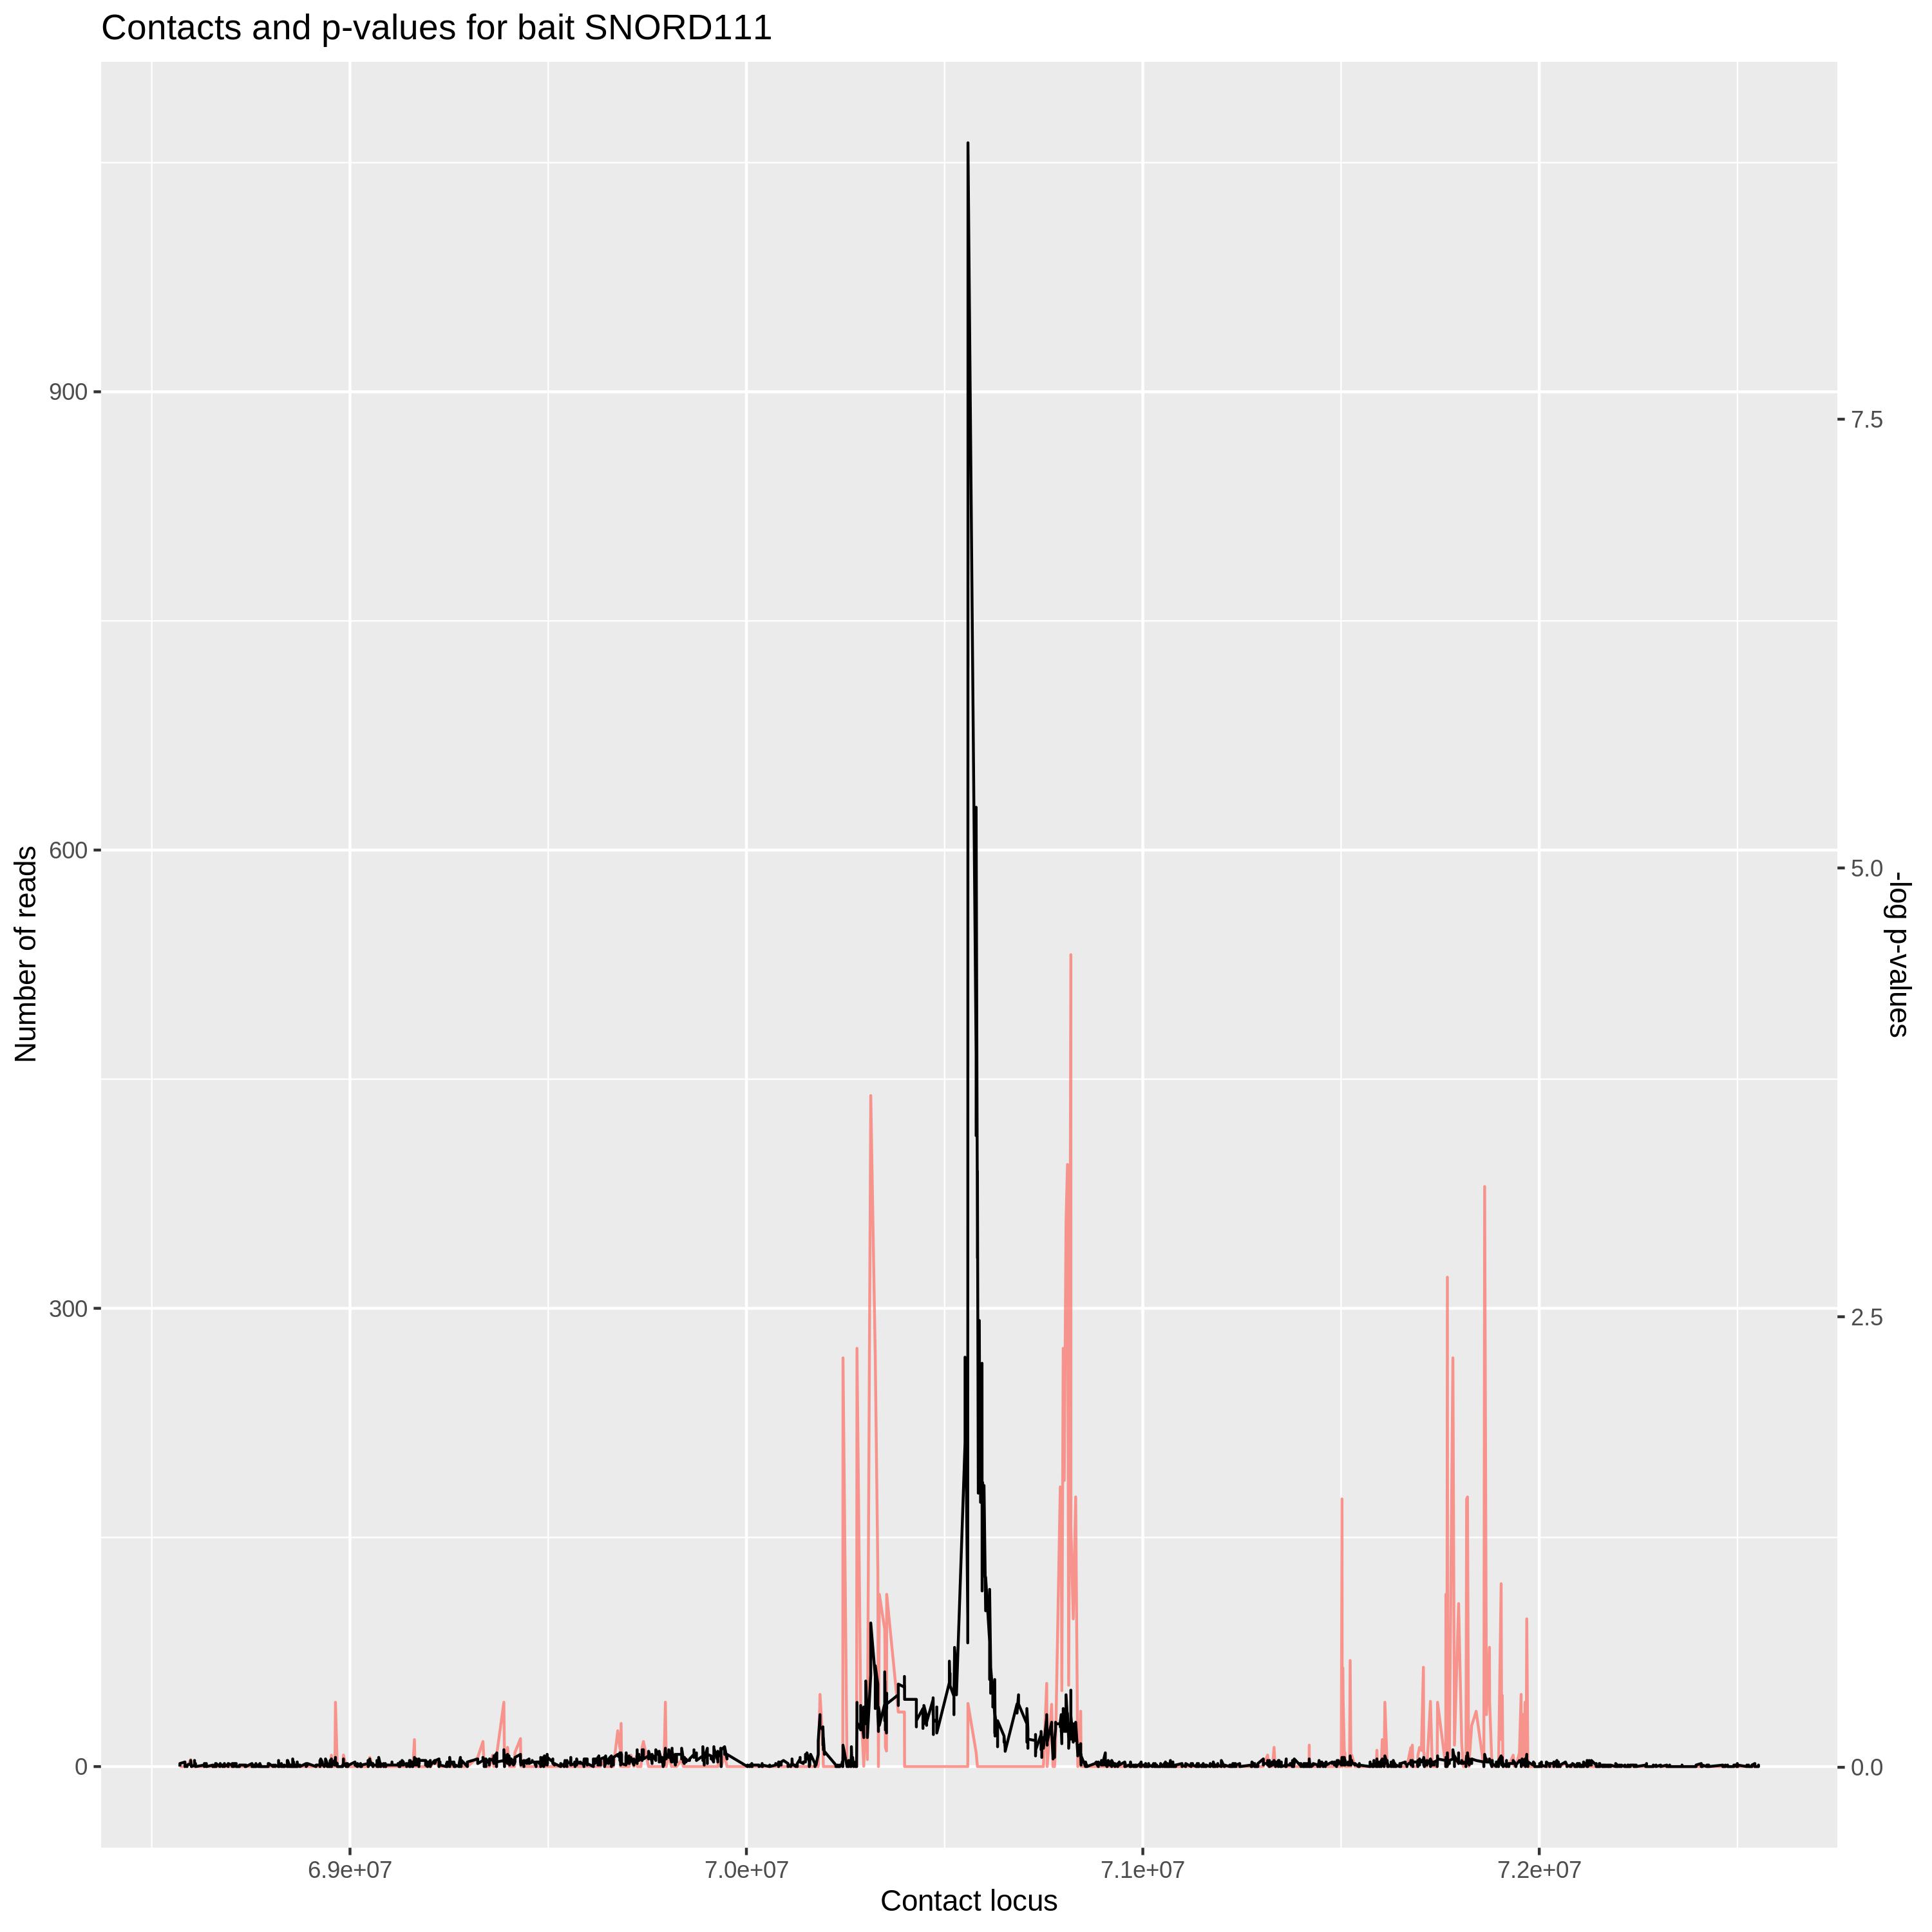 Contacts and p-values for bait SNORD111
Number of reads
900
600
300
0
7.5
5.0
2.5
0.0
-log p-values
6.9e+07
7.0e+07
7.1e+07
7.2e+07
Contact locus